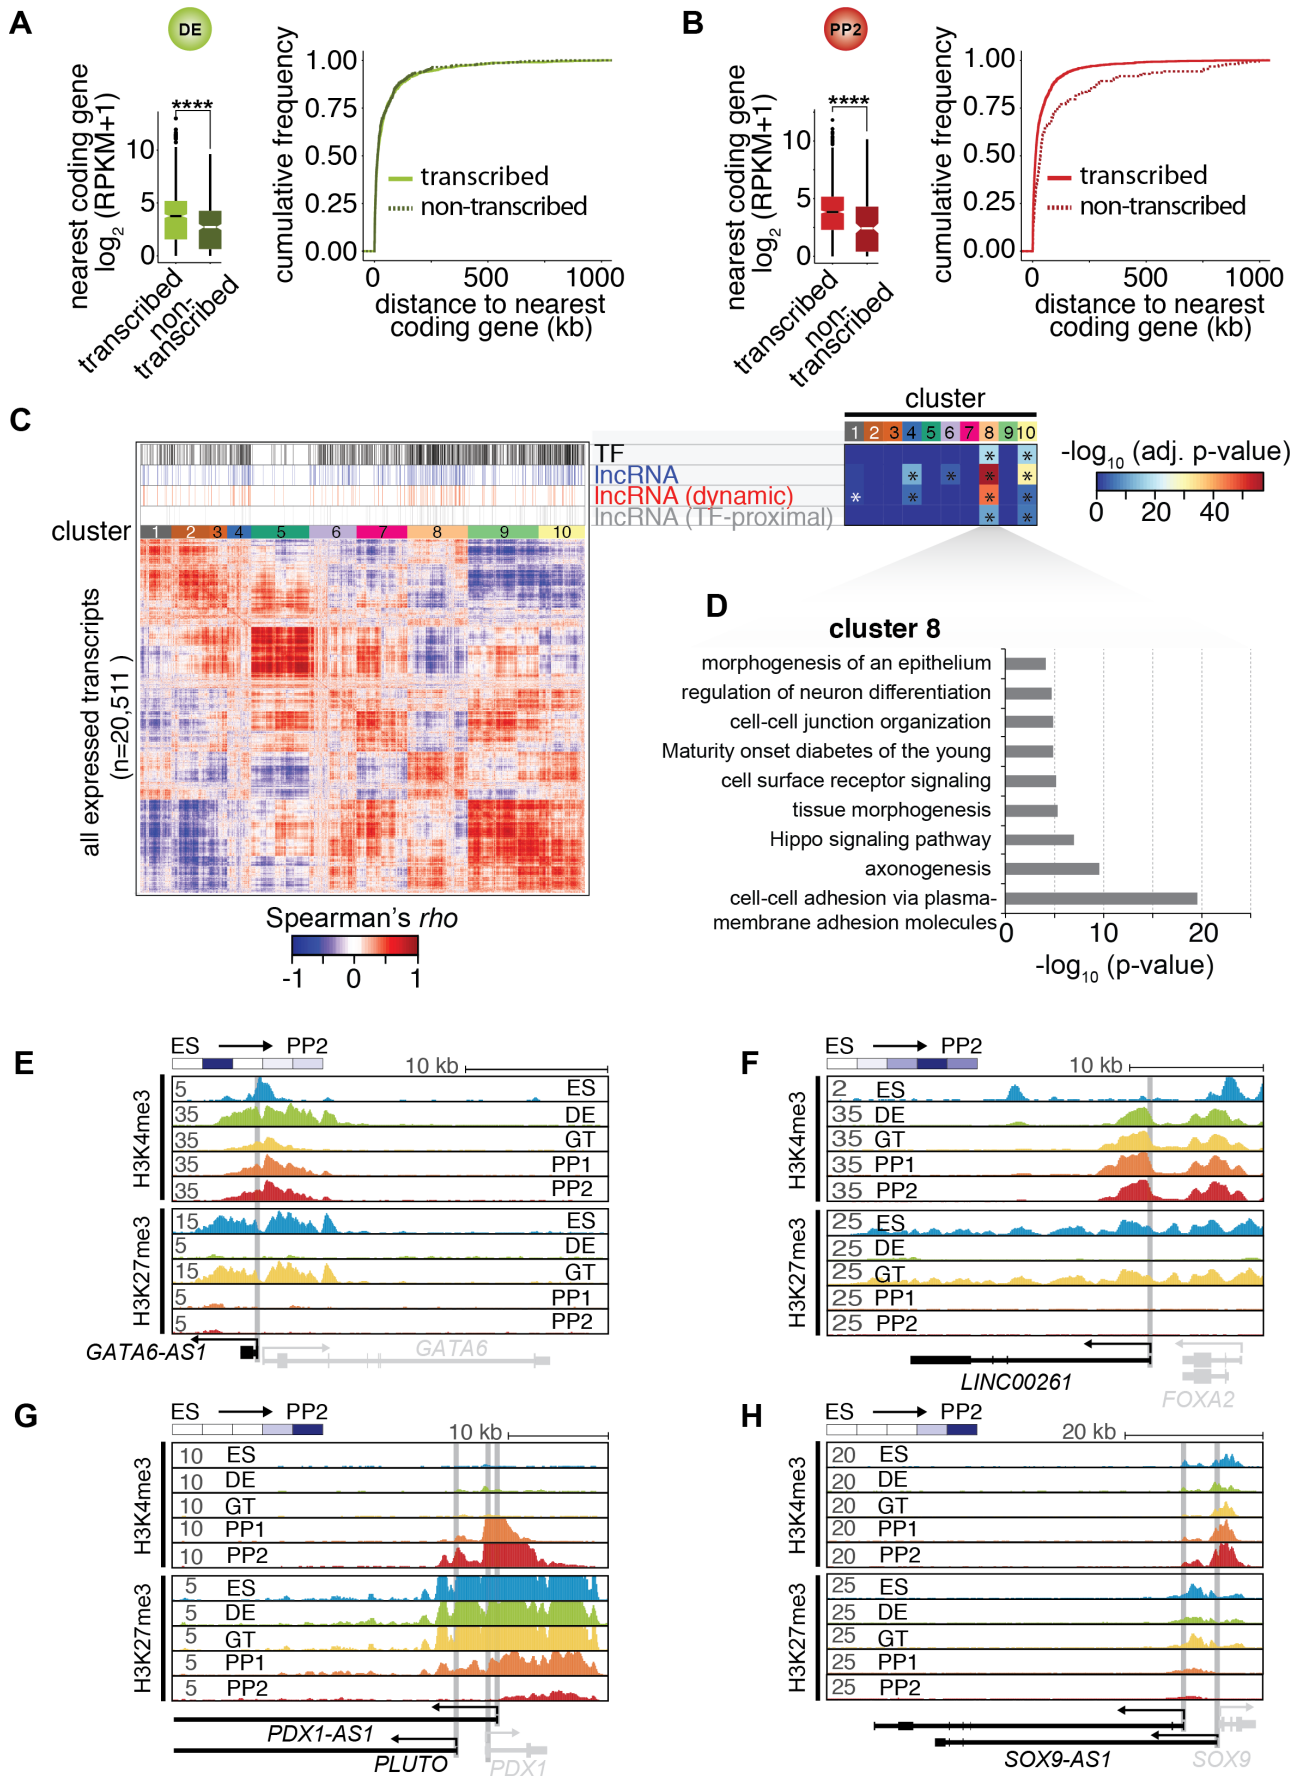 A
DE
nearest coding gene
log2 (RPKM+1)
10
5
0
****
transcribed
non-
transcribed
cumulative frequency
1.00
0.75
0.50
0.25
0.00
transcribed
non-transcribed
0 500 1000
distance to nearest
coding gene (kb)
B
PP2
nearest coding gene
log2 (RPKM+1)
10
5
0
****
transcribed
non-
transcribed
cumulative frequency
1.00
0.75
0.50
0.25
0.00
transcribed
non-transcribed
0 500 1000
distance to nearest
coding gene (kb)
C
cluster
1 2 3 4 5 6 7 8 9 10
TF
lncRNA
lncRNA (dynamic)
lncRNA (TF-proximal)
* *
* * * *
* * * *
* *
-log10 (adj. p-value)
0 20 40
cluster
1 2 3 4 5 6 7 8 9 10
all expressed transcripts
(n=20,511 )
Spearman's rho
-1 0 1
D
cluster 8
morphogenesis of an epithelium
regulation of neuron differentiation
cell-cell junction organization
Maturity onset diabetes of the young
cell surface receptor signaling
tissue morphogenesis
Hippo signaling pathway
axonogenesis
cell-cell adhesion via plasma-
membrane adhesion molecules
0 10 20
-log10 (p-value)
E
ES PP2
10 kb
H3K4me3
5 ES
35 DE
35 GT
35 PP1
35 PP2
H3K27me3
15 ES
5 DE
15 GT
5 PP1
5 PP2
GATA6-AS1
GATA6
F
ES PP2
10 kb
H3K4me3
2 ES
35 DE
35 GT
35 PP1
35 PP2
H3K27me3
25 ES
25 DE
25 GT
25 PP1
25 PP2
LINC00261
FOXA2
G
ES PP2
10 kb
H3K4me3
10 ES
10 DE
10 GT
10 PP1
10 PP2
H3K27me3
5 ES
5 DE
5 GT
5 PP1
5 PP2
PDX1-AS1
PLUTO
PDX1
H
ES PP2
20 kb
H3K4me3
20 ES
20 DE
20 GT
20 PP1
20 PP2
H3K27me3
25 ES
25 DE
25 GT
25 PP1
25 PP2
SOX9-AS1
SOX9